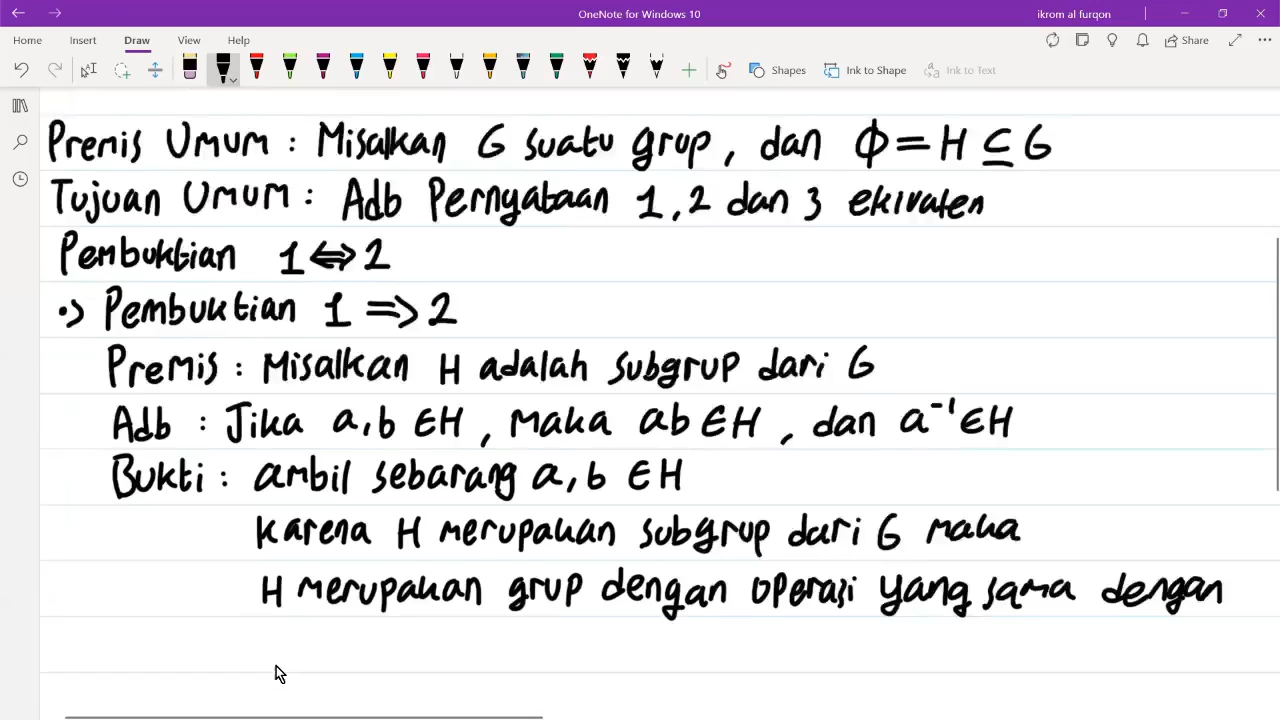 OneNote for Windows 10
ikrom al furqon
Home Insert Draw View Help
Share
Shapes Ink to Shape Ink to Text
Premis Umum : Misalkan G suatu grup, dan ϕ = H ⊆ G
Tujuan Umum : Adb Pernyataan 1, 2 dan 3 ekivalen
Pembuktian 1 ⇔ 2
•> Pembuktian 1 => 2
Premis : Misalkan H adalah subgrup dari G
Adb : Jika a, b ∈ H, maka ab ∈ H, dan a⁻¹ ∈ H
Bukti : ambil sebarang a, b ∈ H
karena H merupakan subgrup dari G maka
H merupakan grup dengan operasi yang sama dengan